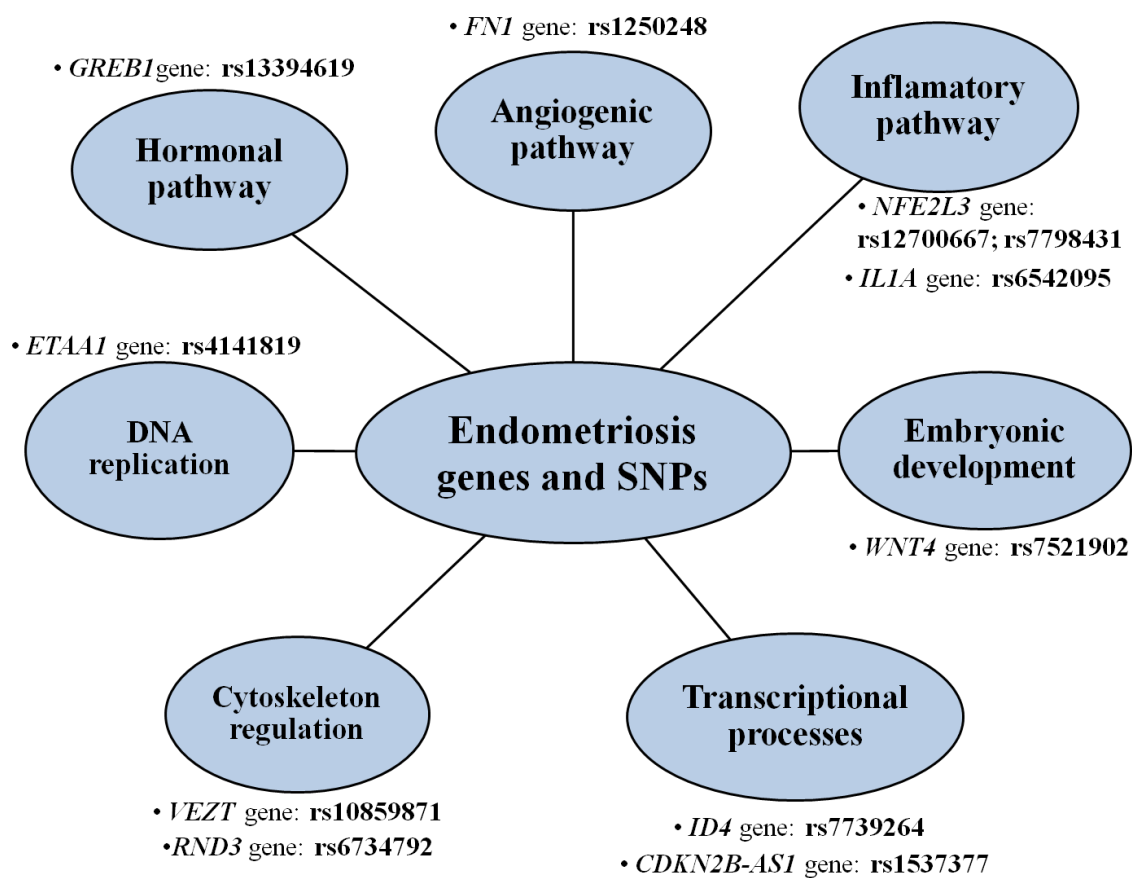 • FN1 gene: rs1250248
• GREB1gene: rs13394619
Hormonal
pathway
Angiogenic
pathway
Inflamatory
pathway
• NFE2L3 gene:
rs12700667; rs7798431
• IL1A gene: rs6542095
• ETAA1 gene: rs4141819
DNA
replication
Endometriosis
genes and SNPs
Embryonic
development
• WNT4 gene: rs7521902
Cytoskeleton
regulation
• VEZT gene: rs10859871
•RND3 gene: rs6734792
Transcriptional
processes
• ID4 gene: rs7739264
• CDKN2B-AS1 gene: rs1537377